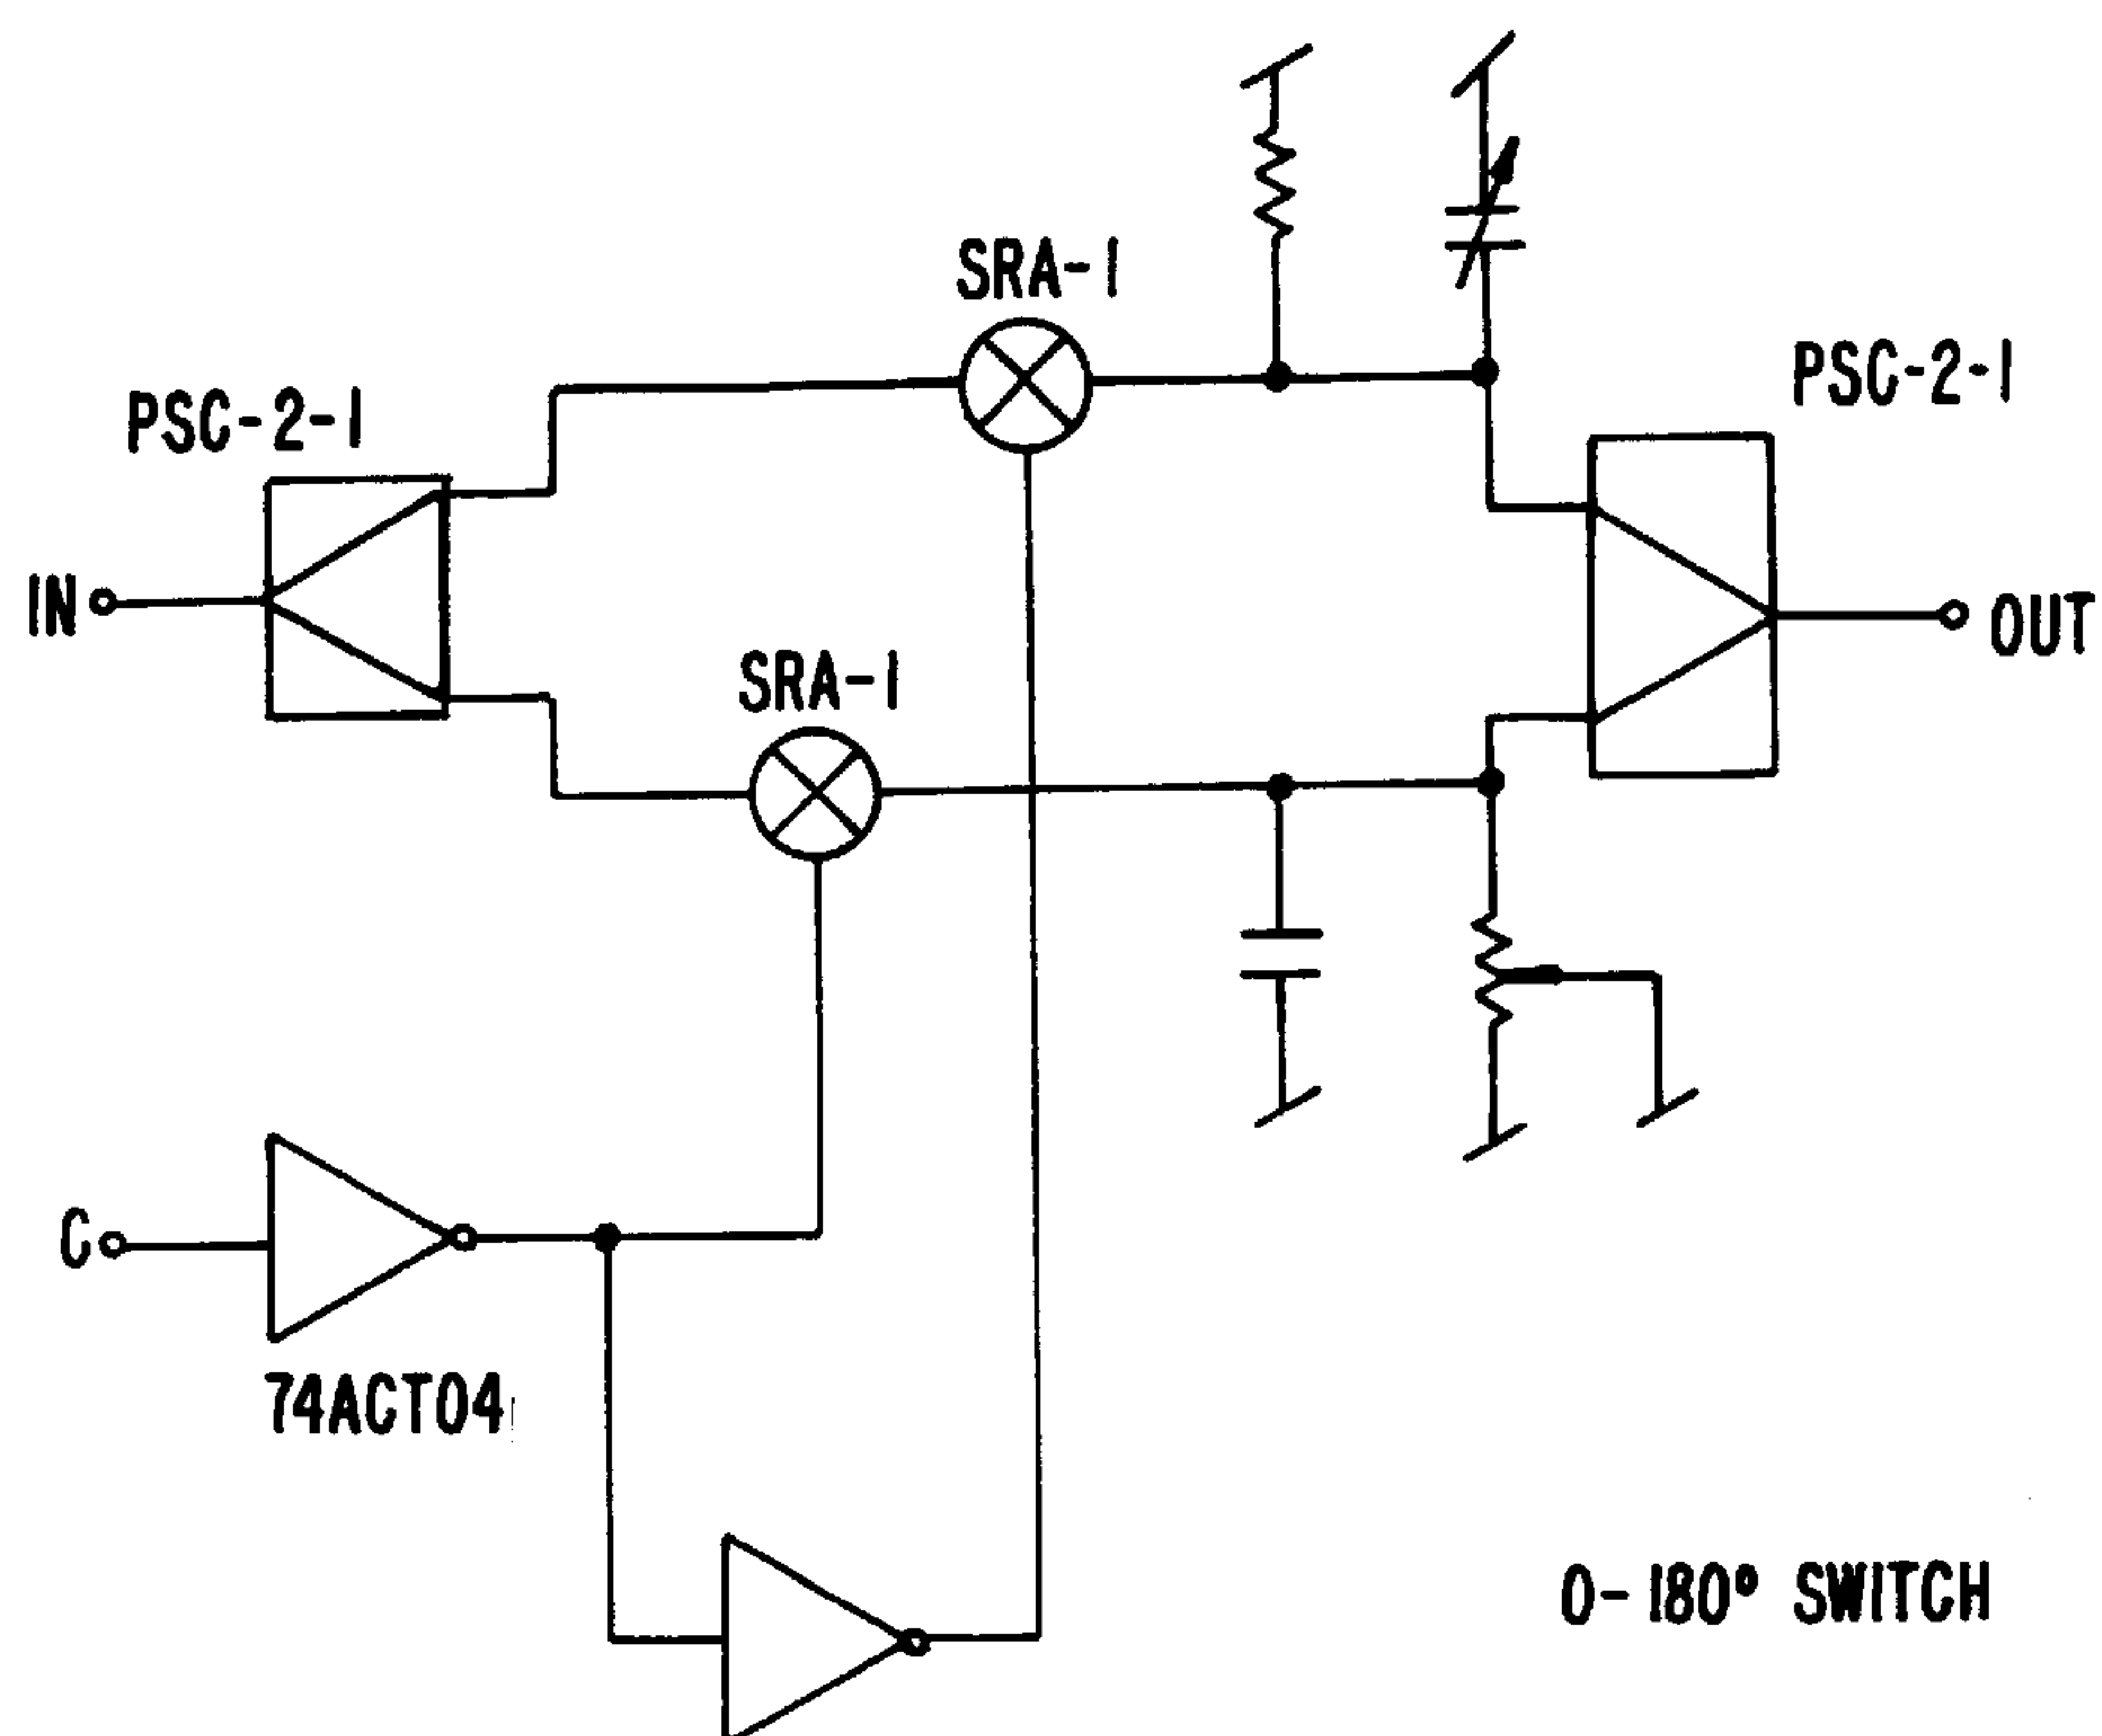 SRA-1
PSC-2-1
PSC-2-1
IN
OUT
SRA-1
C
74ACT04
0-180° SWITCH